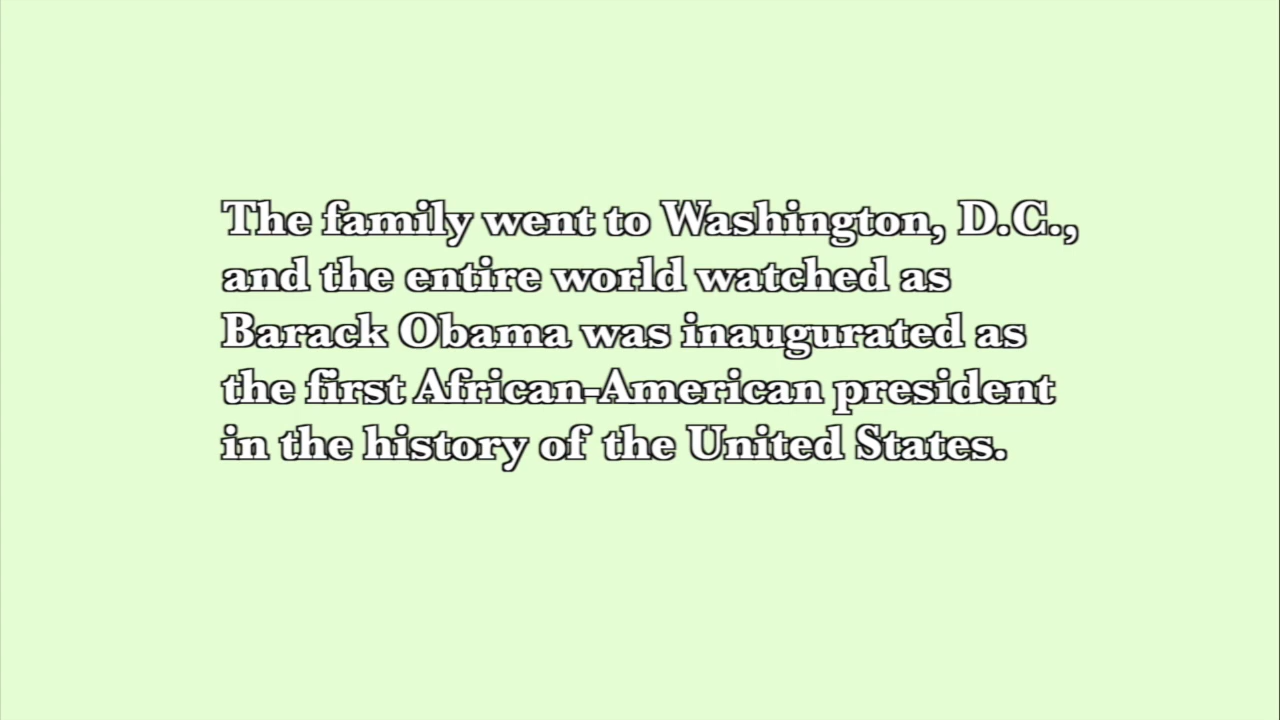 The family went to Washington, D.C.,
and the entire world watched as
Barack Obama was inaugurated as
the first African-American president
in the history of the United States.